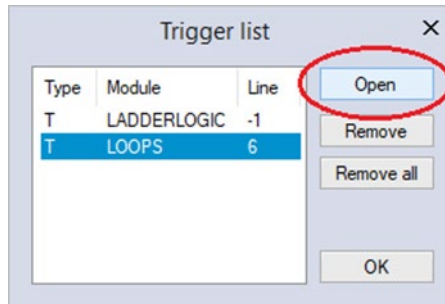 Trigger list
Type Module Line Open
T LADDERLOGIC -1
T LOOPS 6
Remove
Remove all
OK